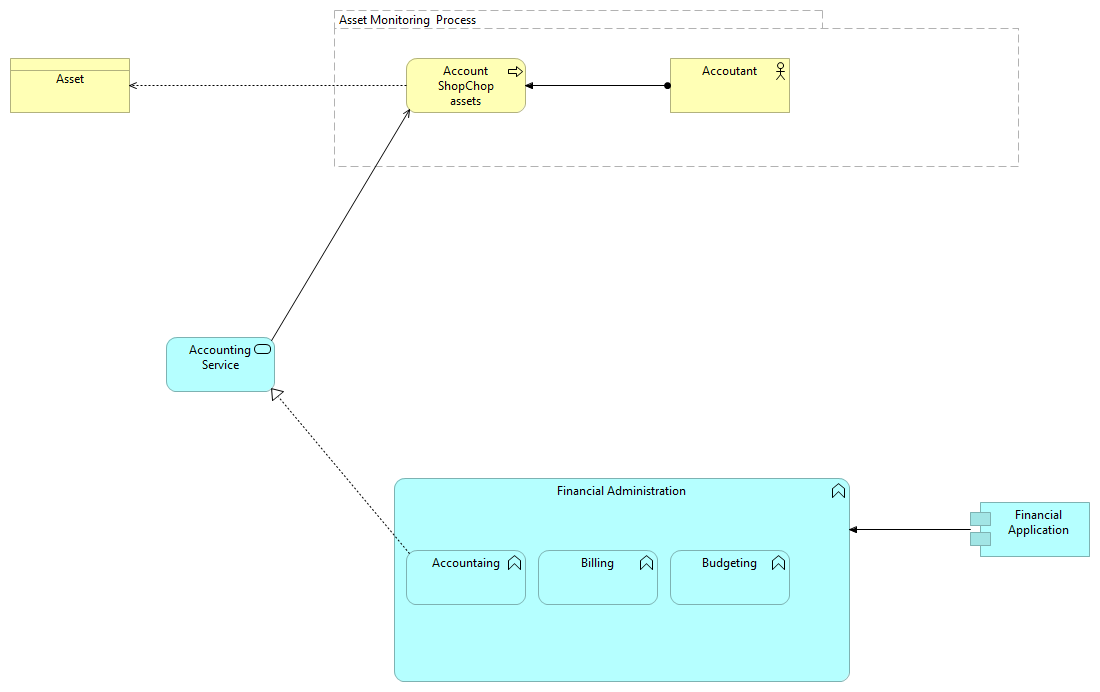 Asset Monitoring  Process
Asset
Account
ShopChop
assets
Accoutant
Accounting
Service
Financial Administration
Accountaing
Billing
Budgeting
Financial
Application